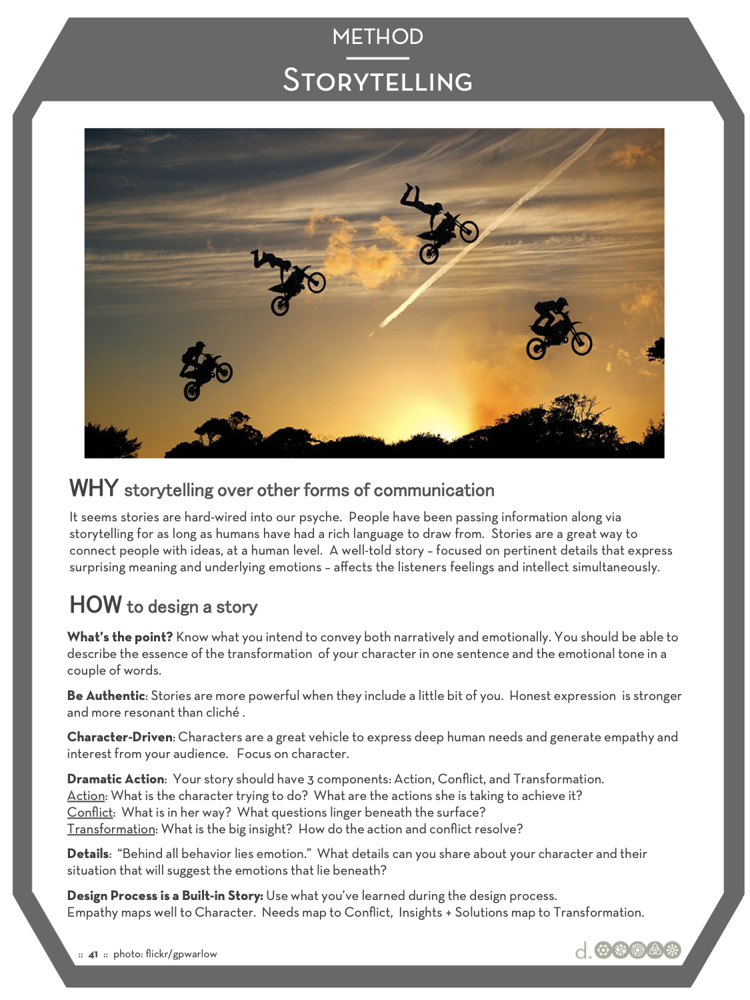 METHOD
STORYTELLING
WHY storytelling over other forms of communication
It seems stories are hard-wired into our psyche.  People have been passing information along via
storytelling for as long as humans have had a rich language to draw from.  Stories are a great way to
connect people with ideas, at a human level.  A well-told story – focused on pertinent details that express
surprising meaning and underlying emotions – affects the listeners feelings and intellect simultaneously.
HOW to design a story
What's the point? Know what you intend to convey both narratively and emotionally. You should be able to
describe the essence of the transformation  of your character in one sentence and the emotional tone in a
couple of words.
Be Authentic: Stories are more powerful when they include a little bit of you.  Honest expression  is stronger
and more resonant than cliché .
Character-Driven: Characters are a great vehicle to express deep human needs and generate empathy and
interest from your audience.   Focus on character.
Dramatic Action:  Your story should have 3 components: Action, Conflict, and Transformation.
Action: What is the character trying to do?  What are the actions she is taking to achieve it?
Conflict:  What is in her way?  What questions linger beneath the surface?
Transformation: What is the big insight?  How do the action and conflict resolve?
Details:  “Behind all behavior lies emotion.”  What details can you share about your character and their
situation that will suggest the emotions that lie beneath?
Design Process is a Built-in Story: Use what you've learned during the design process.
Empathy maps well to Character.  Needs map to Conflict,  Insights + Solutions map to Transformation.
:: 41 ::  photo: flickr/gpwarlow
d.